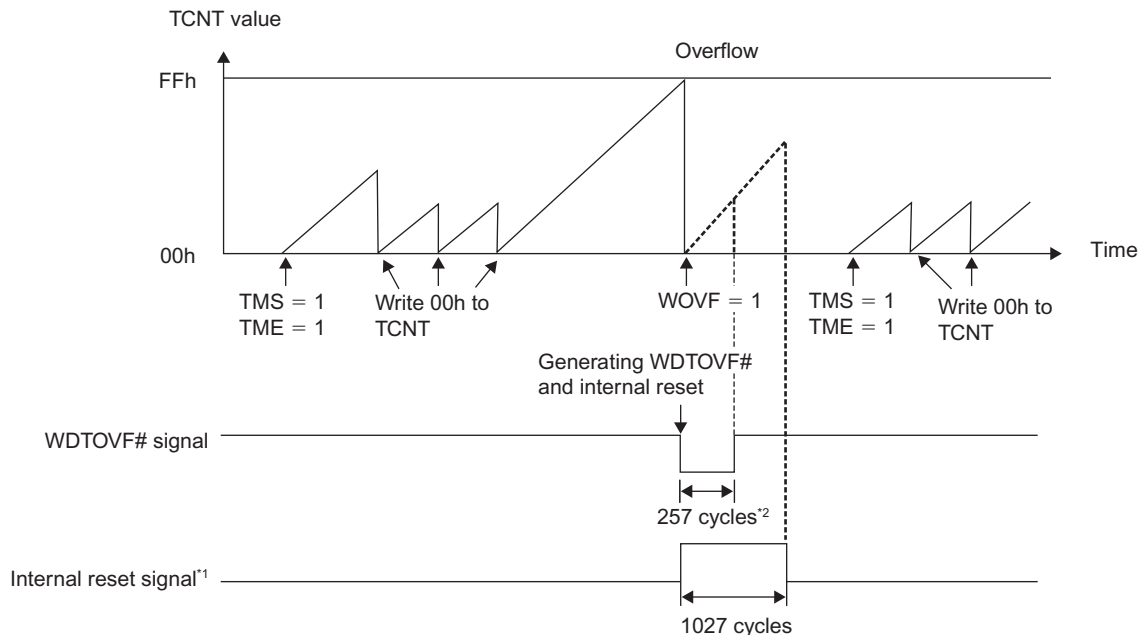 TCNT value
Overflow
FFh
00h
Time
TMS = 1
TME = 1
Write 00h to
TCNT
WOVF = 1
TMS = 1
TME = 1
Write 00h to
TCNT
Generating WDTOVF#
and internal reset
WDTOVF# signal
257 cycles*2
Internal reset signal*1
1027 cycles